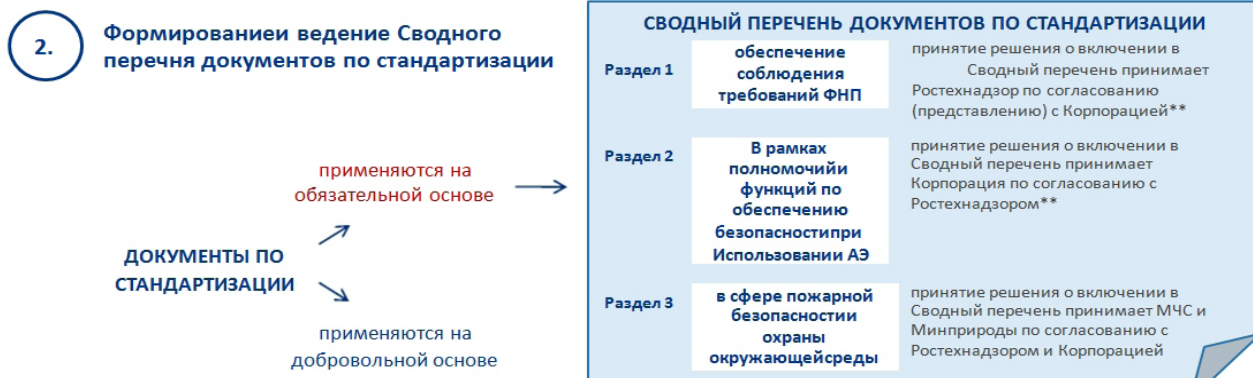 2.
Формированиеи ведение Сводного
перечня документов по стандартизации
применяются на
обязательной основе
ДОКУМЕНТЫ ПО
СТАНДАРТИЗАЦИИ
применяются на
добровольной основе
СВОДНЫЙ ПЕРЕЧЕНЬ ДОКУМЕНТОВ ПО СТАНДАРТИЗАЦИИ
Раздел 1
обеспечение
соблюдения
требований ФНП
принятие решения о включении в
Сводный перечень принимает
Ростехнадзор по согласованию
(представлению) с Корпорацией**
Раздел 2
В рамках
полномочийи
функций по
обеспечению
безопасностипри
Использовании АЭ
принятие решения о включении в
Сводный перечень принимает
Корпорация по согласованию с
Ростехнадзором**
Раздел 3
в сфере пожарной
безопасностии
охраны
окружающейсреды
принятие решения о включении в
Сводный перечень принимает МЧС и
Минприроды по согласованию с
Ростехнадзором и Корпорацией